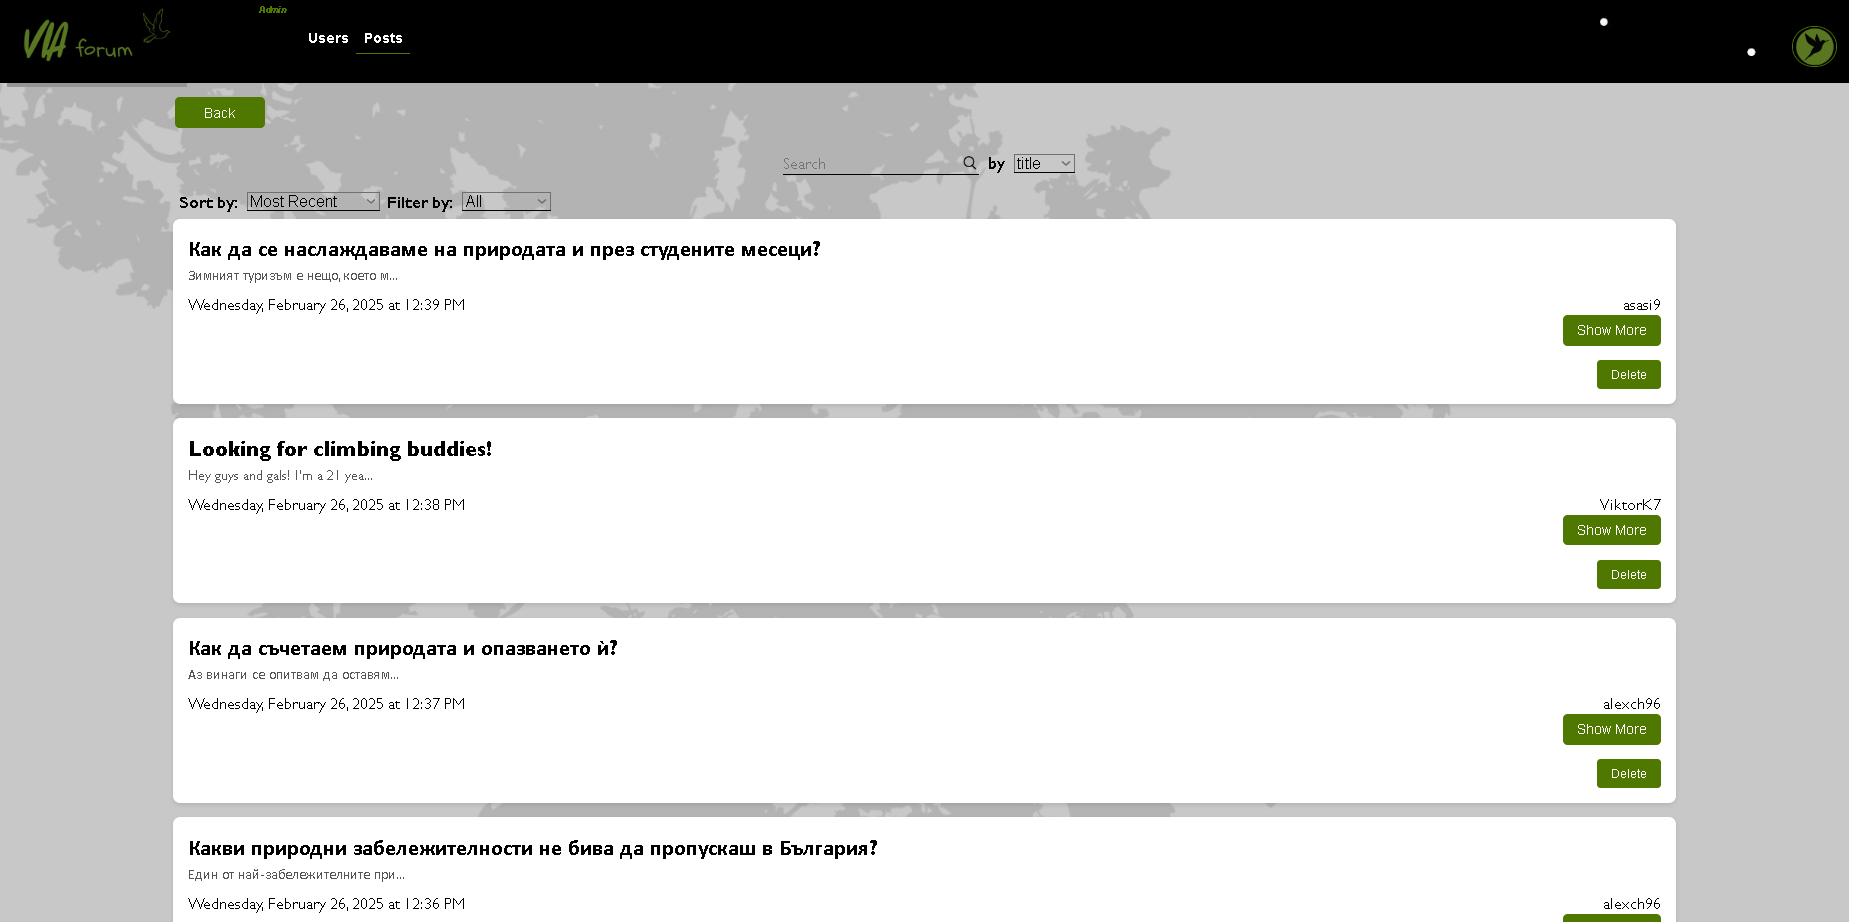 Admin
VIA forum
Users Posts
Back
Search by title
Sort by: Most Recent Filter by: All
Как да се наслаждаваме на природата и през студените месеци?
Зимният туризъм е нещо, което м...
Wednesday, February 26, 2025 at 12:39 PM asasi9
Show More
Delete
Looking for climbing buddies!
Hey guys and gals! I'm a 21 yea...
Wednesday, February 26, 2025 at 12:38 PM ViktorK7
Show More
Delete
Как да съчетаем природата и опазването ѝ?
Аз винаги се опитвам да оставям...
Wednesday, February 26, 2025 at 12:37 PM alexch96
Show More
Delete
Какви природни забележителности не бива да пропускаш в България?
Един от най-забележителните при...
Wednesday, February 26, 2025 at 12:36 PM alexch96